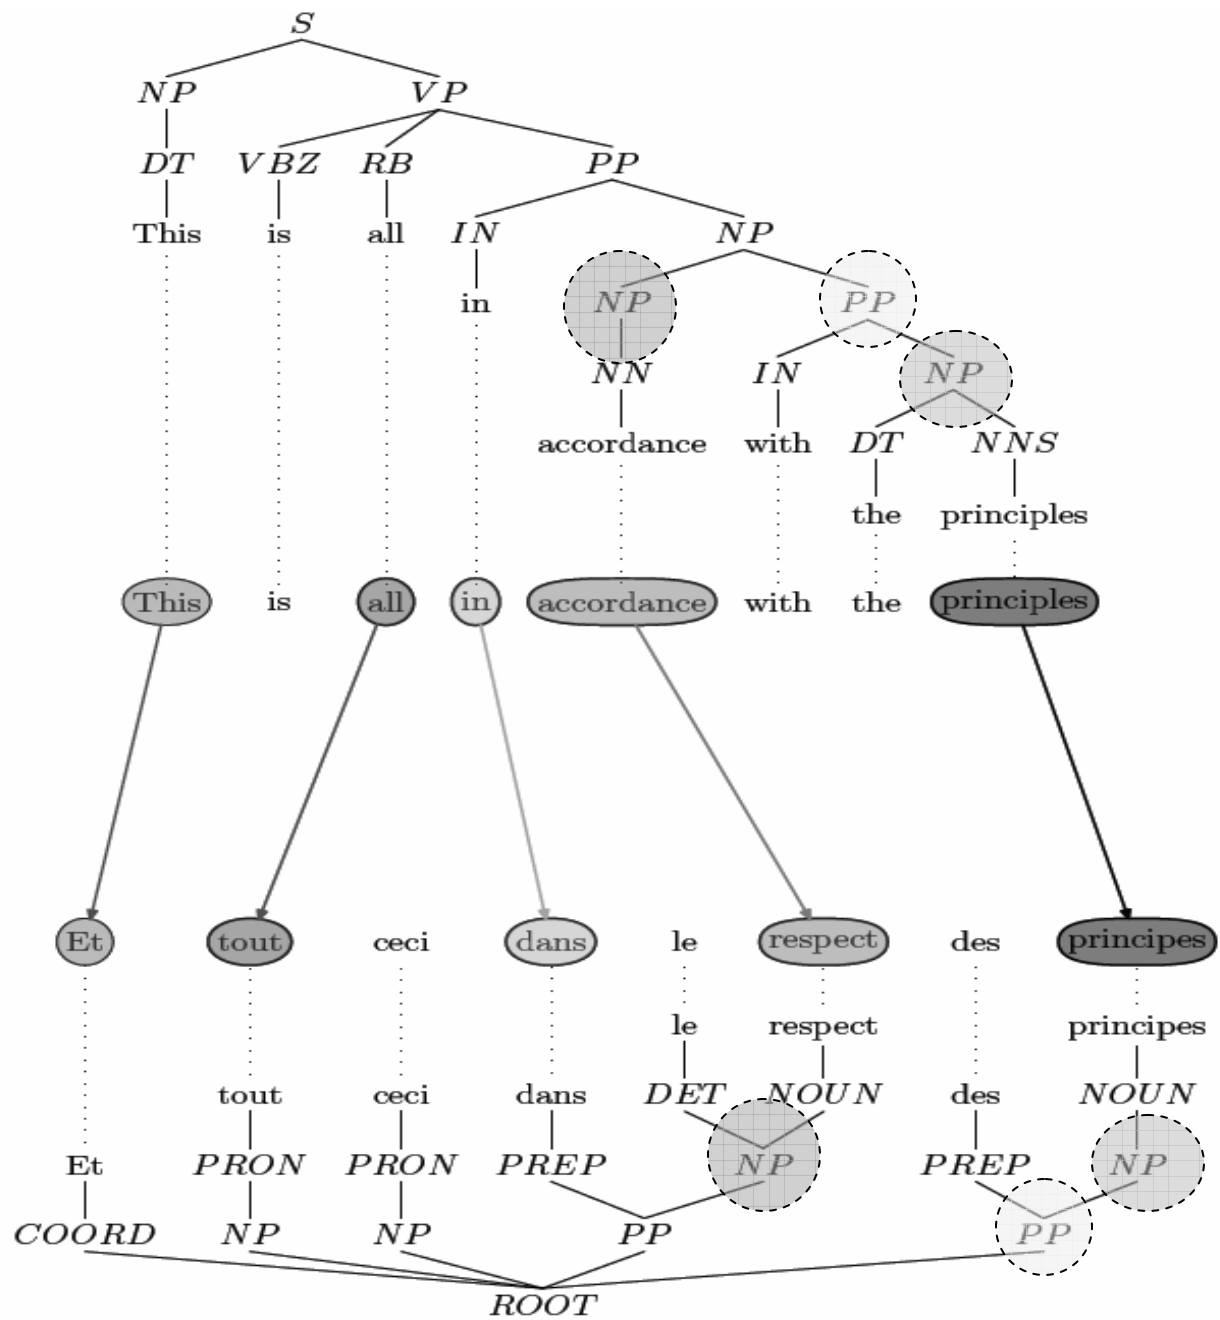 S
NP VP
DT VBZ RB PP
This is all IN NP
in NP PP
NN IN NP
accordance with DT NNS
the principles
This is all in accordance with the principles
Et tout ceci dans le respect des principes
le respect principes
tout ceci dans DET NOUN des NOUN
Et PRON PRON PREP NP PREP NP
COORD NP NP PP PP
ROOT